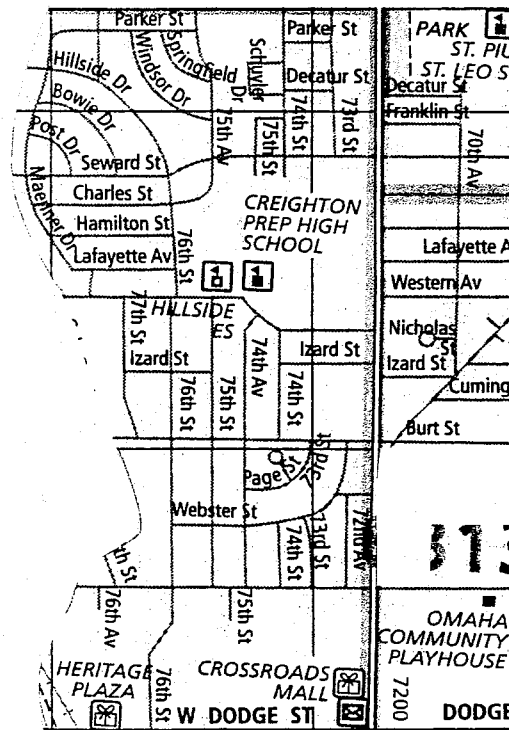 Parker St
Parker St
PARK
ST. PIU
ST. LEO S
Hillside Dr
Windsor Dr
Springfield
Schuyler Dr
Decatur St
Decatur St
Bowie Dr
75th Av
74th St
73rd St
Franklin St
Post Dr
75th St
70th Av
Seward St
Maenner Dr
Charles St
CREIGHTON
PREP HIGH
SCHOOL
Hamilton St
Lafayette Av
76th St
Lafayette A
Western Av
77th St
HILLSIDE
ES
74th Av
Nicholas
St
Izard St
Izard St
Izard St
76th St
75th St
74th St
Cuming
Burt St
Page St
73rd St
Webster St
74th St
73rd St
72nd Av
313
th St
76th Av
75th St
OMAHA
COMMUNITY
PLAYHOUSE
HERITAGE
PLAZA
76th St
CROSSROADS
MALL
7200
W DODGE ST
DODGE